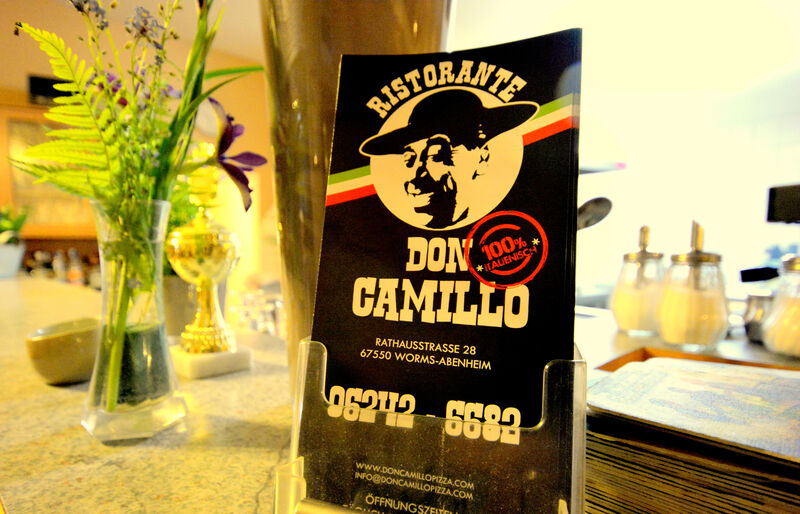 RISTORANTE
DON
CAMILLO
100%
ITALIENISCH
RATHAUSSTRASSE 28
67550 WORMS-ABENHEIM
06242 - 6682
WWW.DONCAMILLOPIZZA.COM
INFO@DONCAMILLOPIZZA.COM
ÖFFNUNGSZEITEN